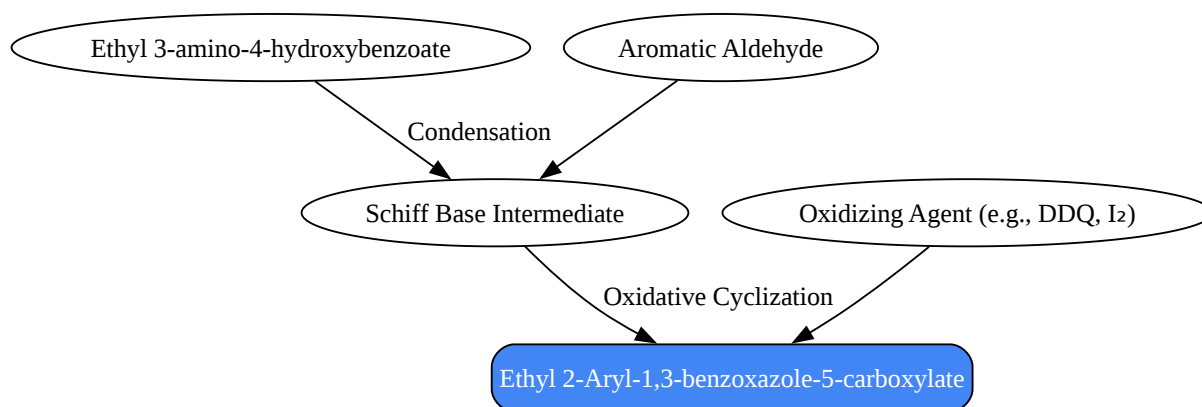 Ethyl 3-amino-4-hydroxybenzoate
Aromatic Aldehyde
Condensation
Schiff Base Intermediate
Oxidizing Agent (e.g., DDQ, I₂)
Oxidative Cyclization
Ethyl 2-Aryl-1,3-benzoxazole-5-carboxylate